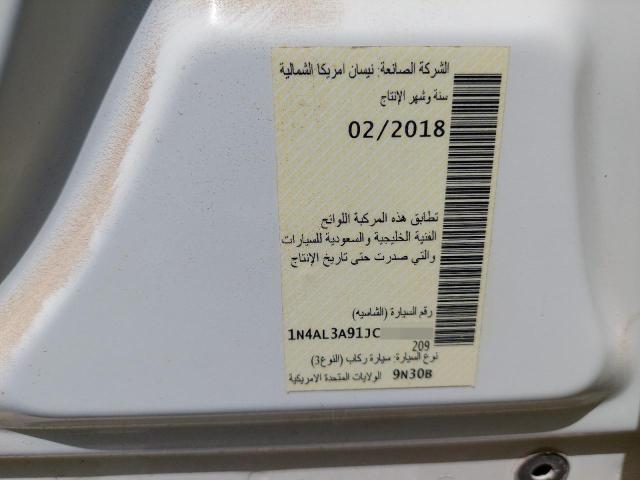 الشركة الصانعة: نيسان امريكا الشمالية
سنة وشهر الإنتاج
02/2018
تطابق هذه المركبة اللوائح
الفنية الخليجية والسعودية للسيارات
والتي صدرت حتى تاريخ الإنتاج
رقم السيارة (الشاسيه)
1N4AL3A91JC
209
نوع السيارة: سيارة ركاب (النوع3)
9N30B الولايات المتحدة الامريكية